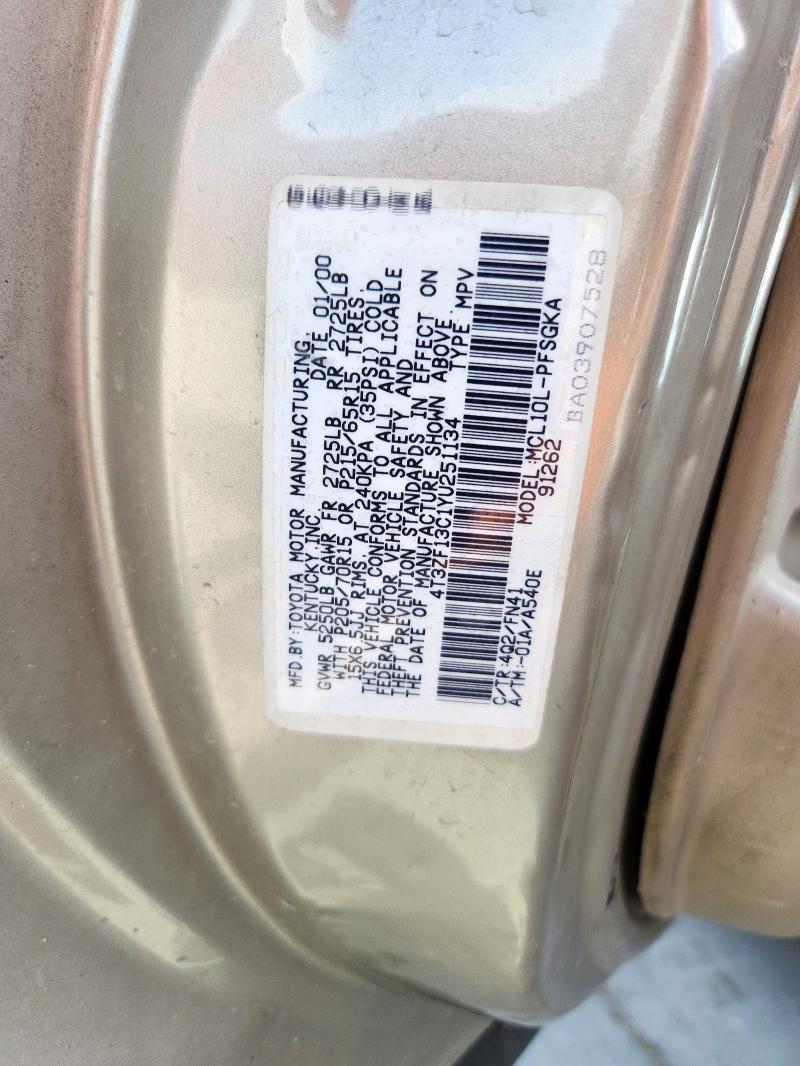 MFD.BY:TOYOTA MOTOR MANUFACTURING,
KENTUCKY,INC. DATE 01/00
GVWR 5250LB GAWR FR 2725LB RR 2725LB
WITH P205/70R15 OR P215/65R15 TIRES,
15X6.5JJ RIMS, AT 240KPA (35PSI) COLD
THIS VEHICLE CONFORMS TO ALL APPLICABLE
FEDERAL MOTOR VEHICLE SAFETY AND
THEFT PREVENTION STANDARDS IN EFFECT ON
THE DATE OF MANUFACTURE SHOWN ABOVE.
4T3ZF13C1YU251134 TYPE:MPV
C/TR:4Q2/FN41 MODEL:MCL10L-PFSGKA
A/TM:-01A/A540E 91262
BA03907528